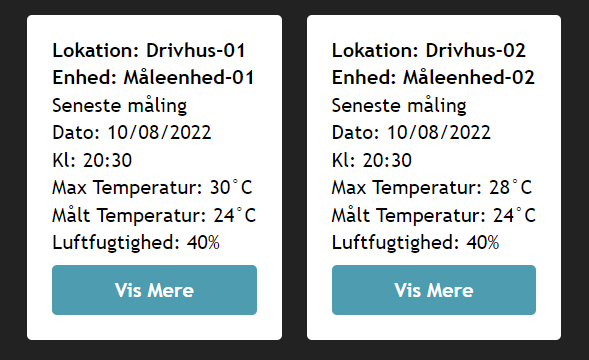 Lokation: Drivhus-01
Enhed: Måleenhed-01
Seneste måling
Dato: 10/08/2022
Kl: 20:30
Max Temperatur: 30°C
Målt Temperatur: 24°C
Luftfugtighed: 40%
Vis Mere
Lokation: Drivhus-02
Enhed: Måleenhed-02
Seneste måling
Dato: 10/08/2022
Kl: 20:30
Max Temperatur: 28°C
Målt Temperatur: 24°C
Luftfugtighed: 40%
Vis Mere